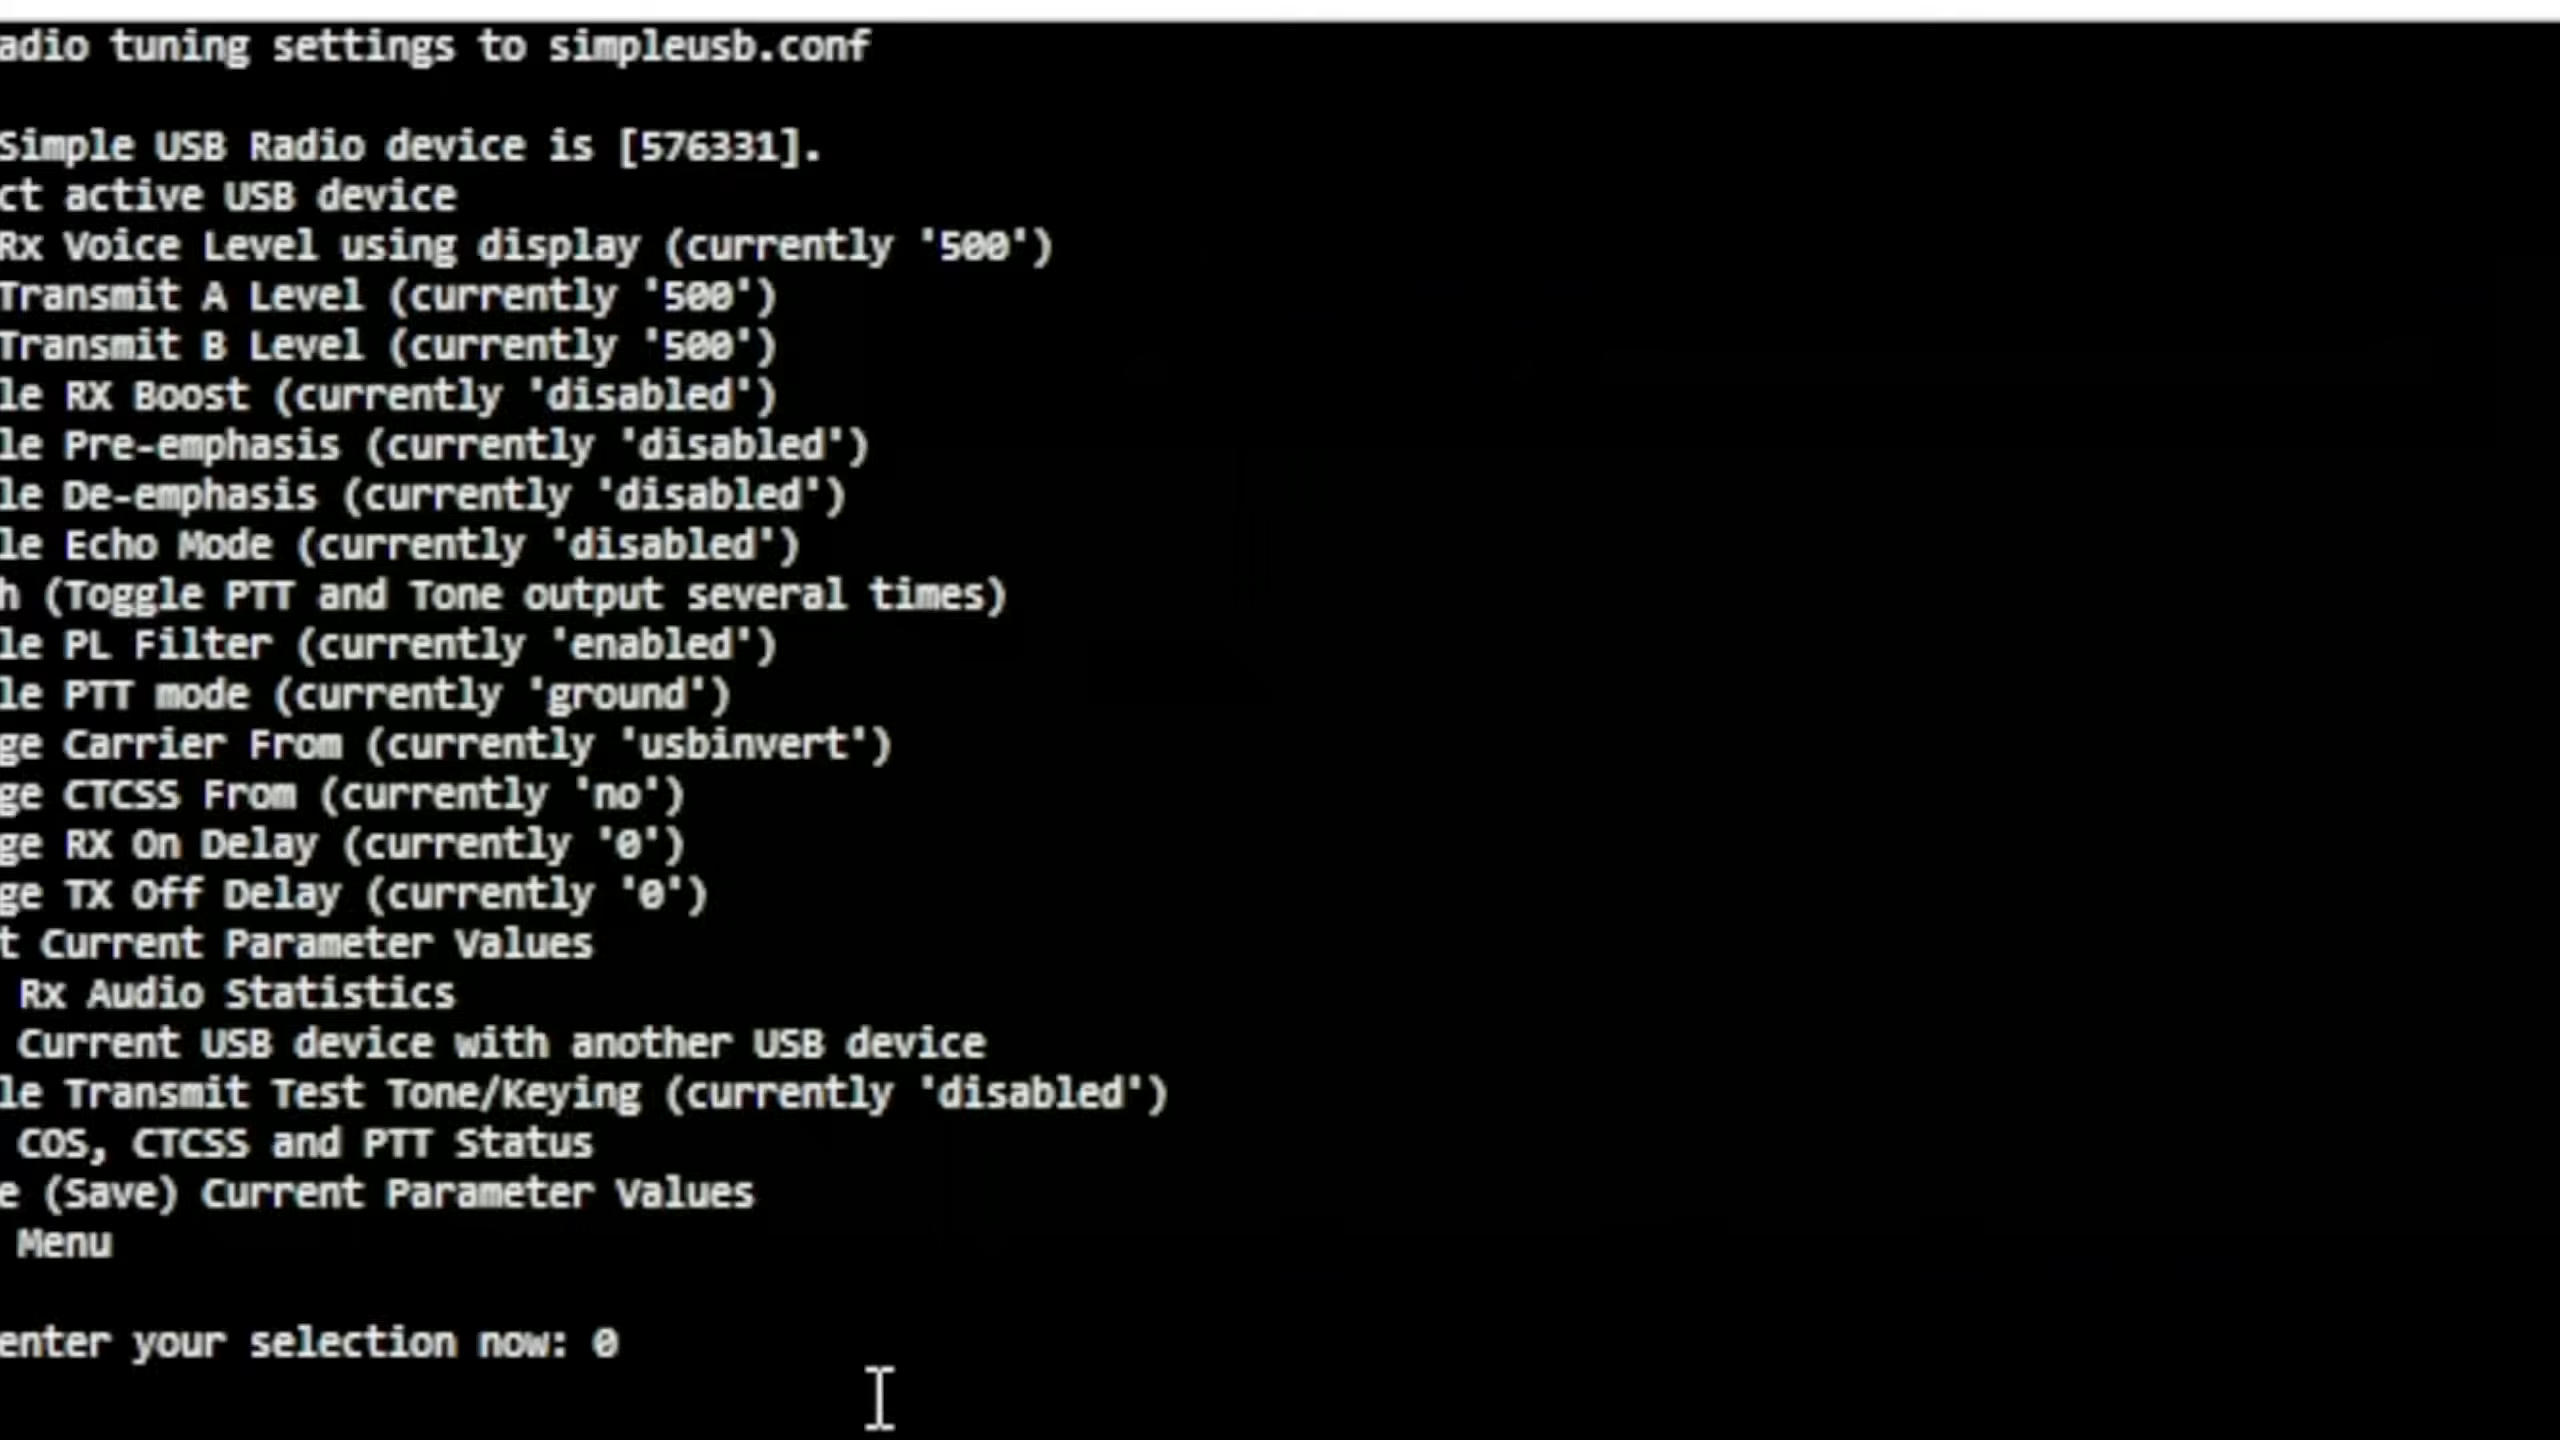 adio tuning settings to simpleusb.conf
Simple USB Radio device is [576331].
ct active USB device
Rx Voice Level using display (currently '500')
Transmit A Level (currently '500')
Transmit B Level (currently '500')
le RX Boost (currently 'disabled')
le Pre-emphasis (currently 'disabled')
le De-emphasis (currently 'disabled')
le Echo Mode (currently 'disabled')
h (Toggle PTT and Tone output several times)
le PL Filter (currently 'enabled')
le PTT mode (currently 'ground')
ge Carrier From (currently 'usbinvert')
ge CTCSS From (currently 'no')
ge RX On Delay (currently '0')
ge TX Off Delay (currently '0')
t Current Parameter Values
Rx Audio Statistics
Current USB device with another USB device
le Transmit Test Tone/Keying (currently 'disabled')
COS, CTCSS and PTT Status
e (Save) Current Parameter Values
Menu
enter your selection now: 0